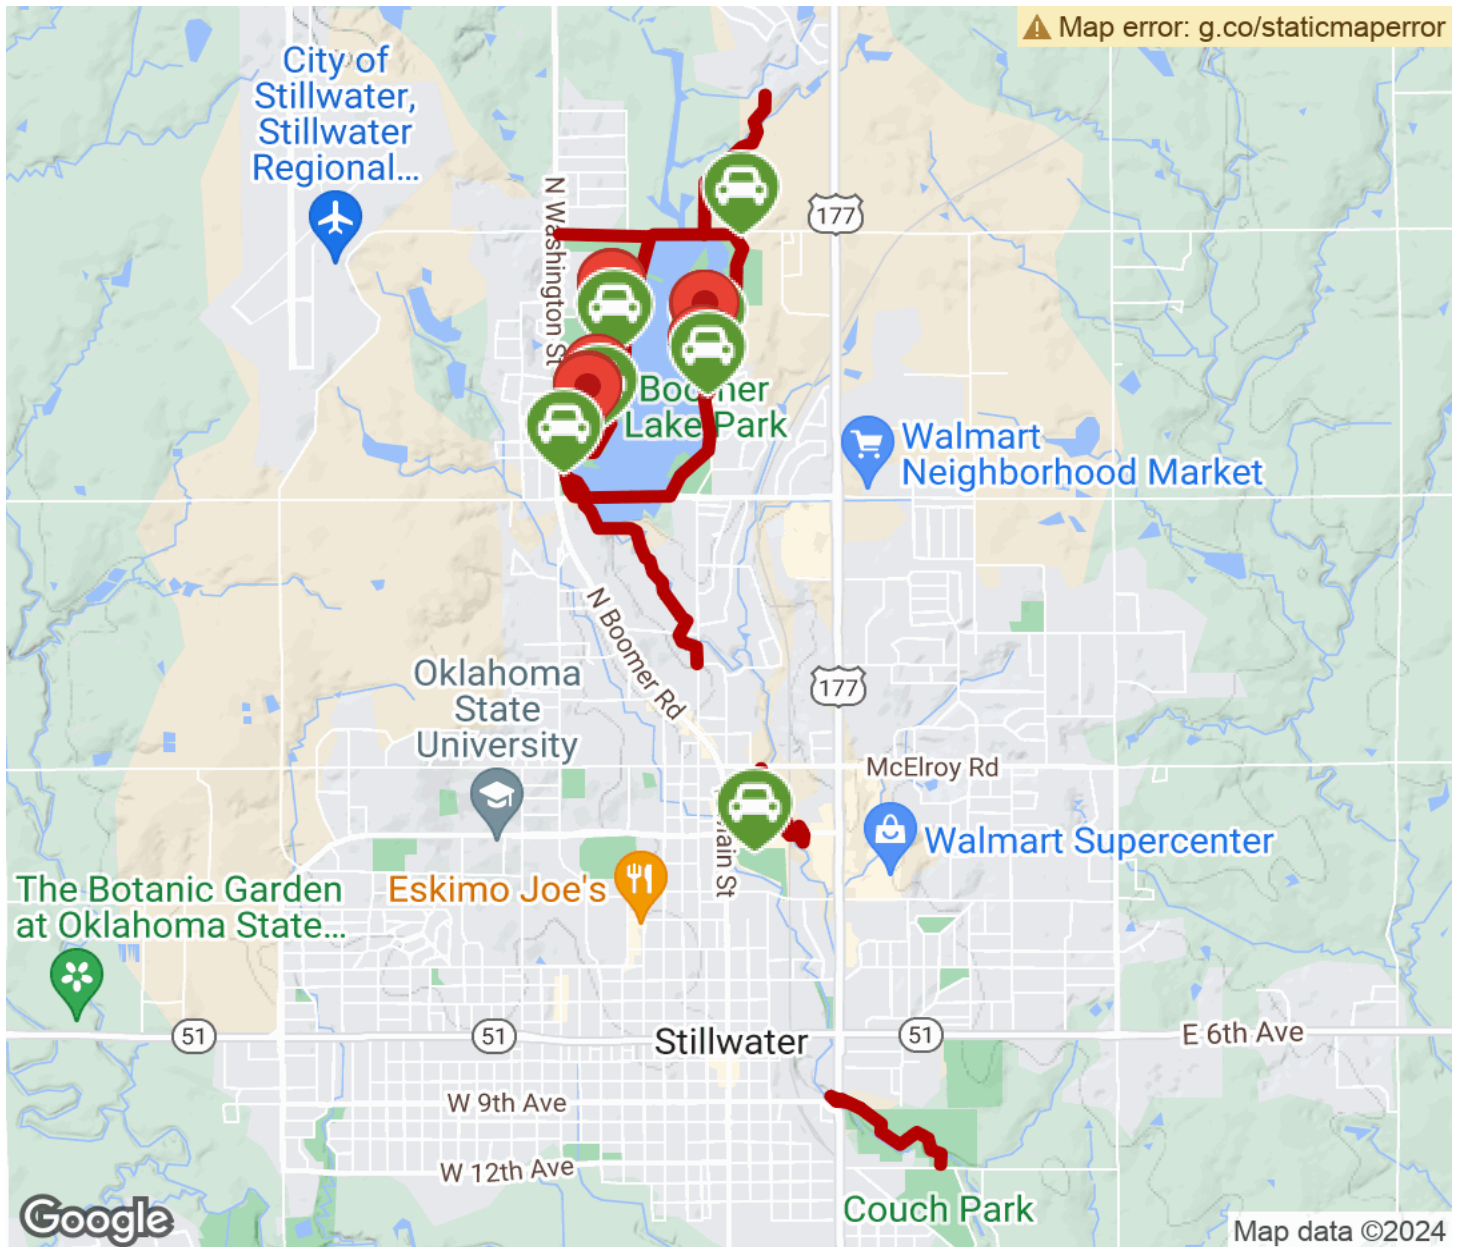 Map error: g.co/staticmaperror
City of
Stillwater,
Stillwater
Regional...
N Washington St
177
Boomer
Lake Park
Walmart
Neighborhood Market
N Boomer Rd
Oklahoma
State
University
177
McElroy Rd
Main St
Walmart Supercenter
Eskimo Joe's
The Botanic Garden
at Oklahoma State...
51
51
Stillwater
51
E 6th Ave
W 9th Ave
W 12th Ave
Couch Park
Google
Map data ©2024